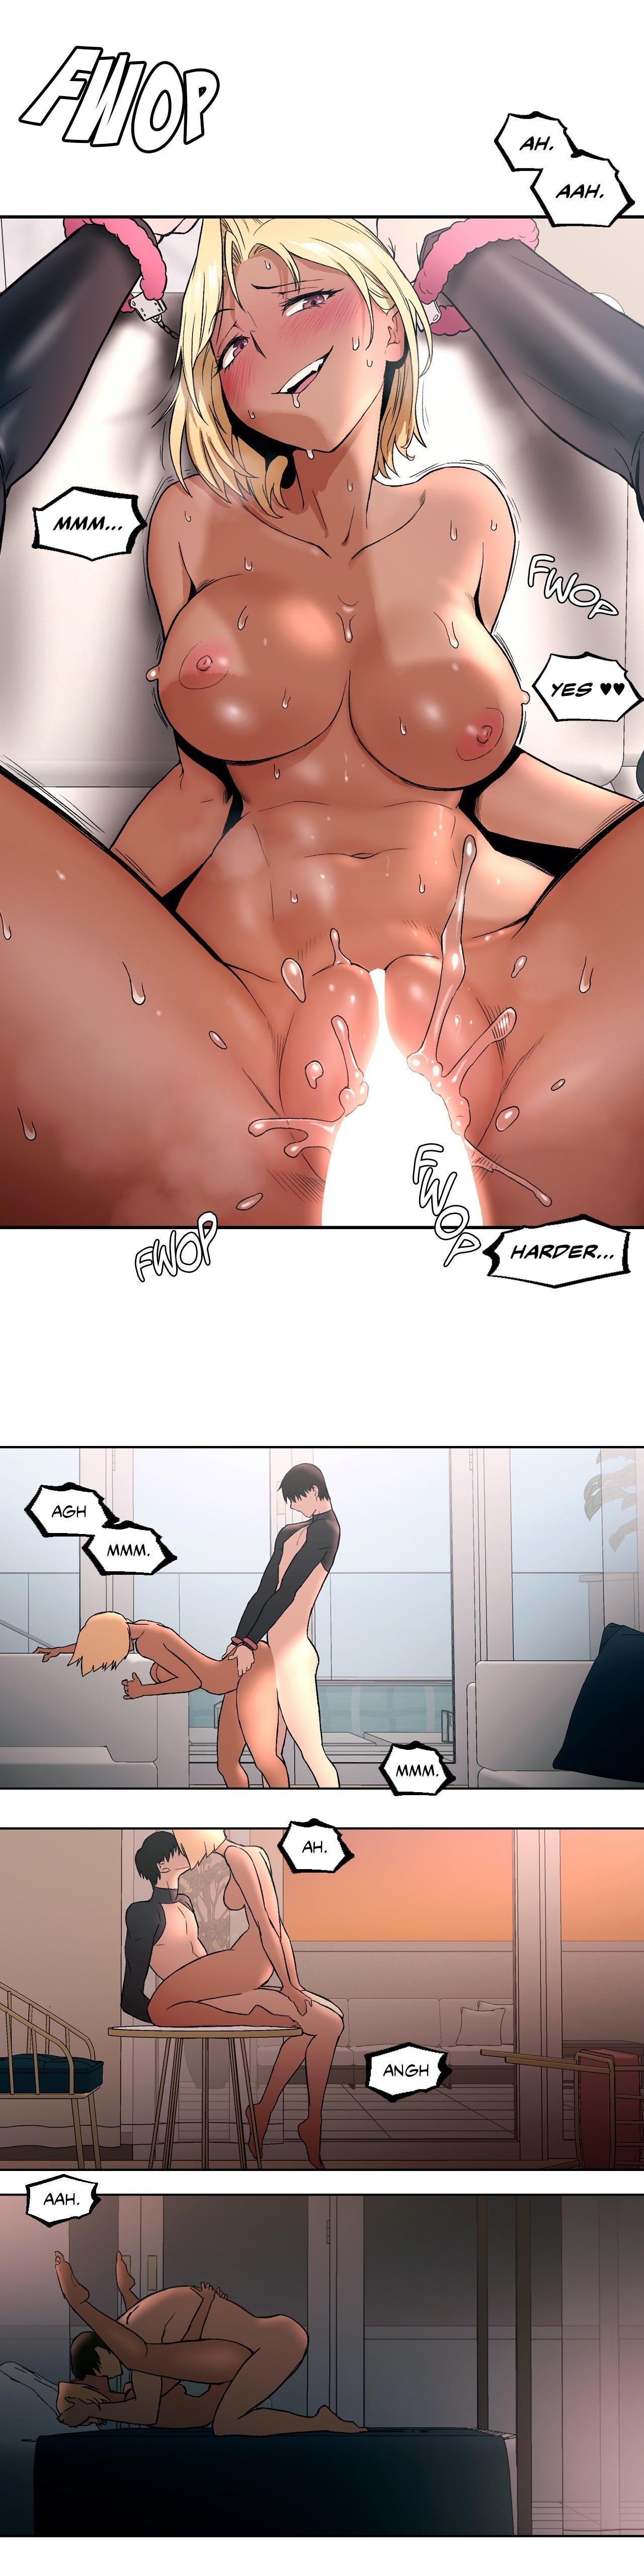 FWOP
AH.
AAH.
MMM...
FWOP
YES ♥♥
FWOP
FWOP
HARDER...
AGH
MMM.
MMM.
AH.
ANGH
AAH.